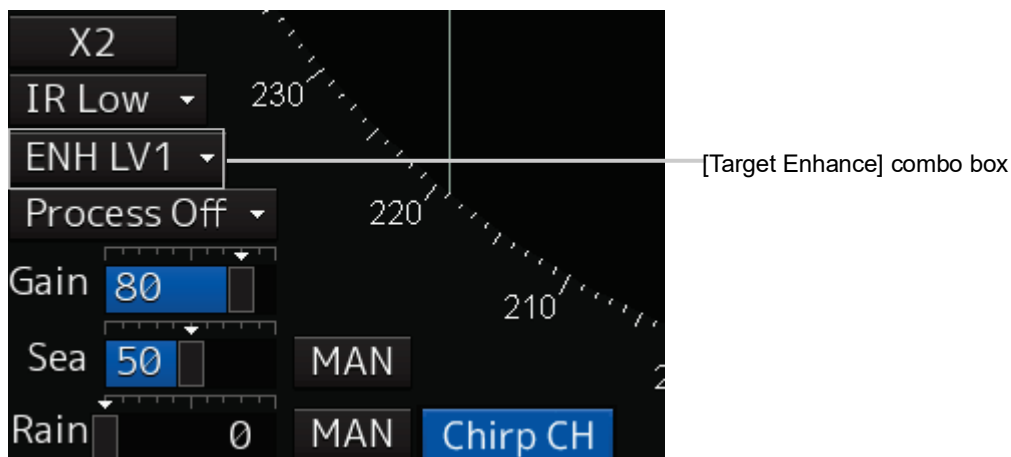 X2
IR Low
230
ENH LV1
[Target Enhance] combo box
Process Off
220
Gain 80
210
Sea 50 MAN
Rain 0 MAN Chirp CH